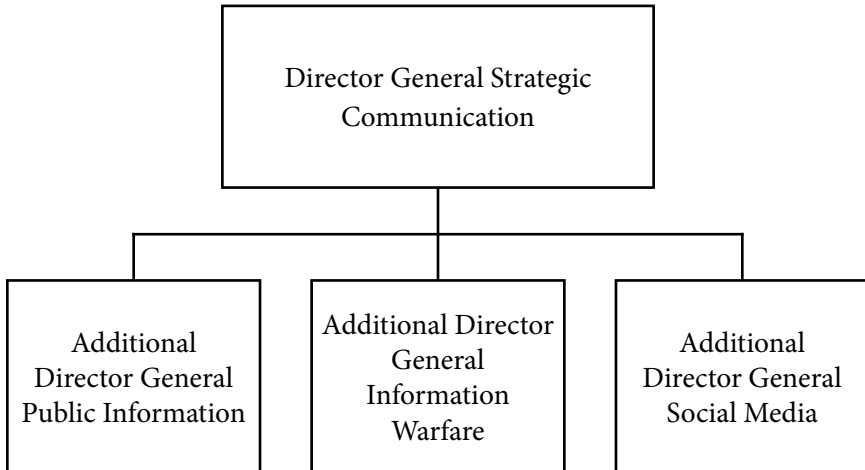 Director General Strategic
Communication
Additional
Director General
Public Information
Additional Director
General
Information
Warfare
Additional
Director General
Social Media